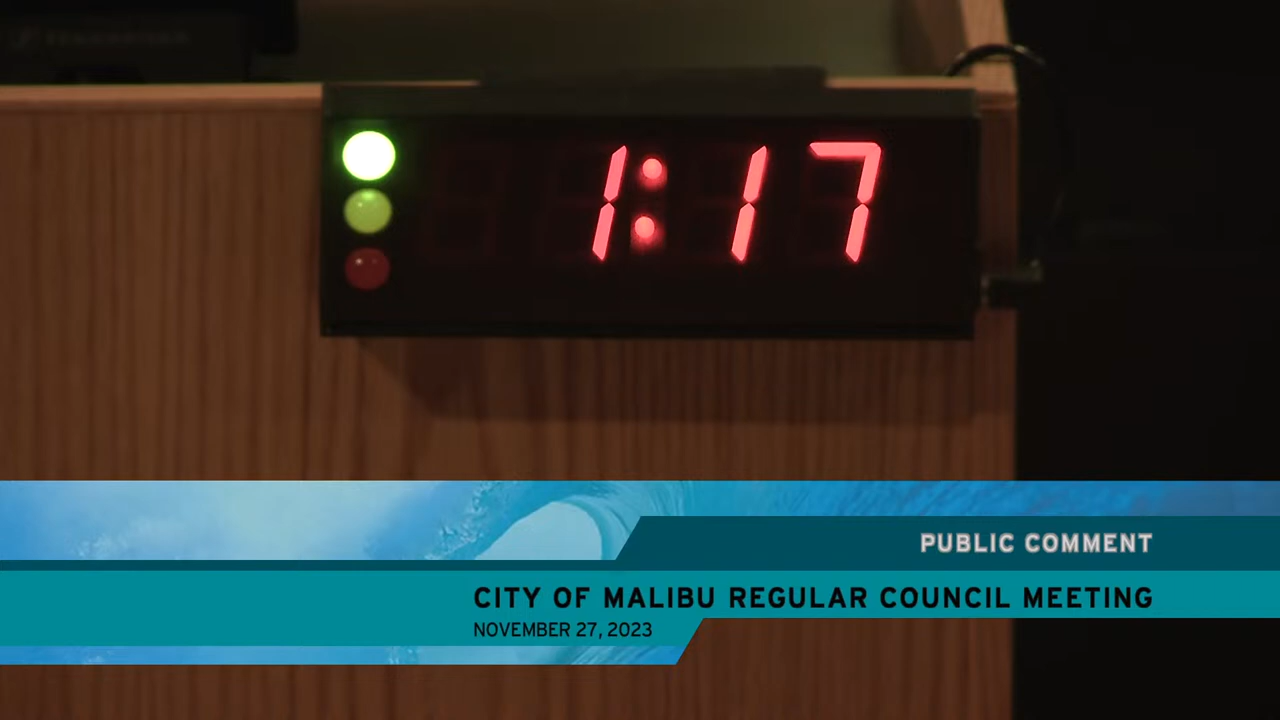 1:17
PUBLIC COMMENT
CITY OF MALIBU REGULAR COUNCIL MEETING
NOVEMBER 27, 2023